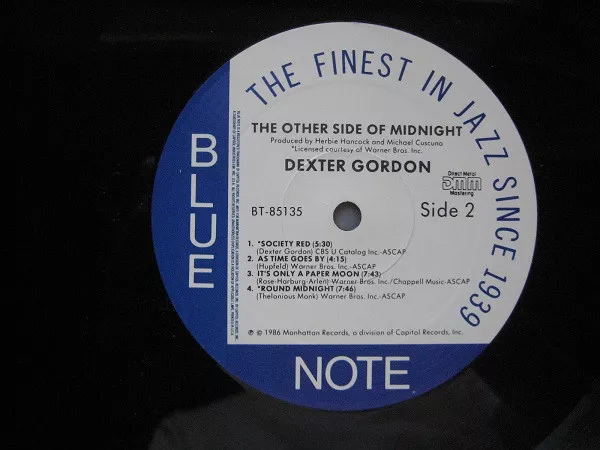 THE FINEST IN JAZZ SINCE 1939
BLUE
THE OTHER SIDE OF MIDNIGHT
Produced by Herbie Hancock and Michael Cuscuna
*Licensed courtesy of Warner Bros. Inc.
DEXTER GORDON
Direct Metal
DMM
Mastering
BT-85135
Side 2
1. *SOCIETY RED (5:30)
(Dexter Gordon) CBS U Catalog Inc.-ASCAP
2. AS TIME GOES BY (4:15)
(Hupfeld) Warner Bros. Inc.-ASCAP
3. IT'S ONLY A PAPER MOON (7:43)
(Rose-Harburg-Arlen) Warner Bros. Inc./Chappell Music-ASCAP
4. *ROUND MIDNIGHT (7:46)
(Thelonious Monk) Warner Bros. Inc.-ASCAP
℗ © 1986 Manhattan Records, a division of Capitol Records, Inc.
NOTE